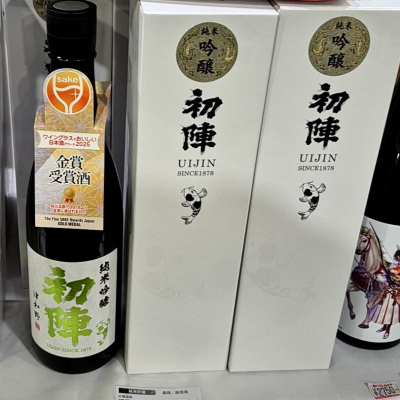 sake
ワイングラスでおいしい
日本酒アワード2025
金賞
受賞酒
The Fine SAKE Awards Japan
GOLD MEDAL
純米吟醸
初陣
津和野
UIJIN SINCE 1878
純米
吟醸
初陣
UIJIN
SINCE1878
純米
吟醸
初陣
UIJIN
SINCE1878